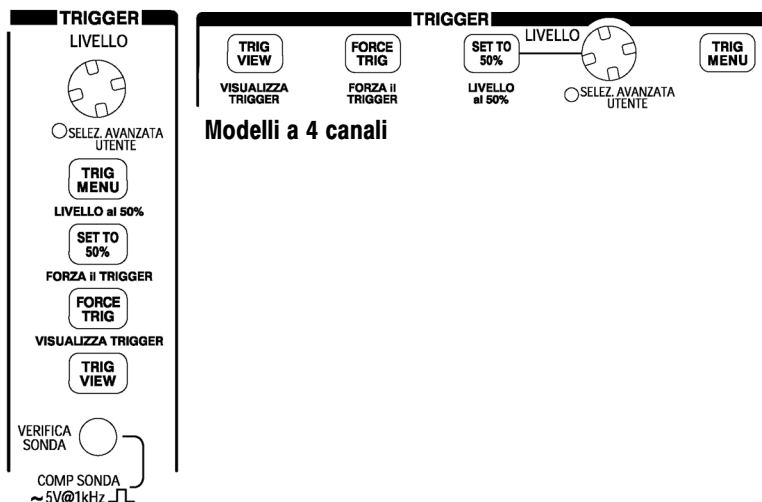 TRIGGER
LIVELLO
SELEZ. AVANZATA
UTENTE
TRIG
MENU
LIVELLO al 50%
SET TO
50%
FORZA il TRIGGER
FORCE
TRIG
VISUALIZZA TRIGGER
TRIG
VIEW
VERIFICA
SONDA
COMP SONDA
~ 5V@1kHz
TRIGGER
TRIG
VIEW
VISUALIZZA
TRIGGER
FORCE
TRIG
FORZA il
TRIGGER
SET TO
50%
LIVELLO
al 50%
LIVELLO
SELEZ. AVANZATA
UTENTE
TRIG
MENU
Modelli a 4 canali